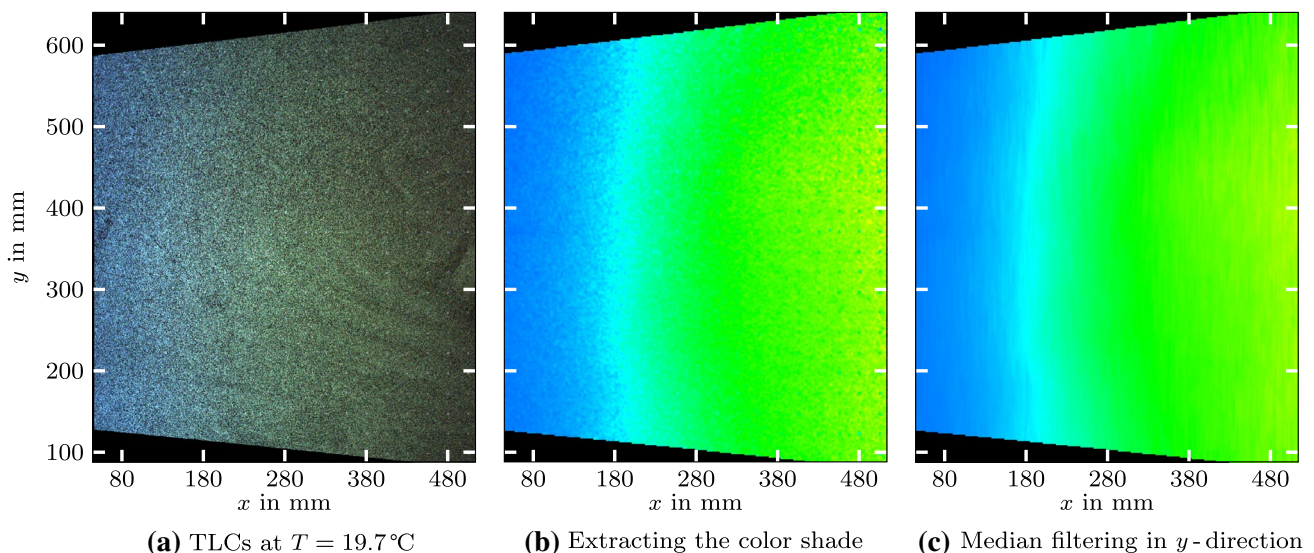 600
500
400
300
200
100
y in mm
80 180 280 380 480
80 180 280 380 480
80 180 280 380 480
x in mm
x in mm
x in mm
(a) TLCs at T = 19.7 °C
(b) Extracting the color shade
(c) Median filtering in y - direction